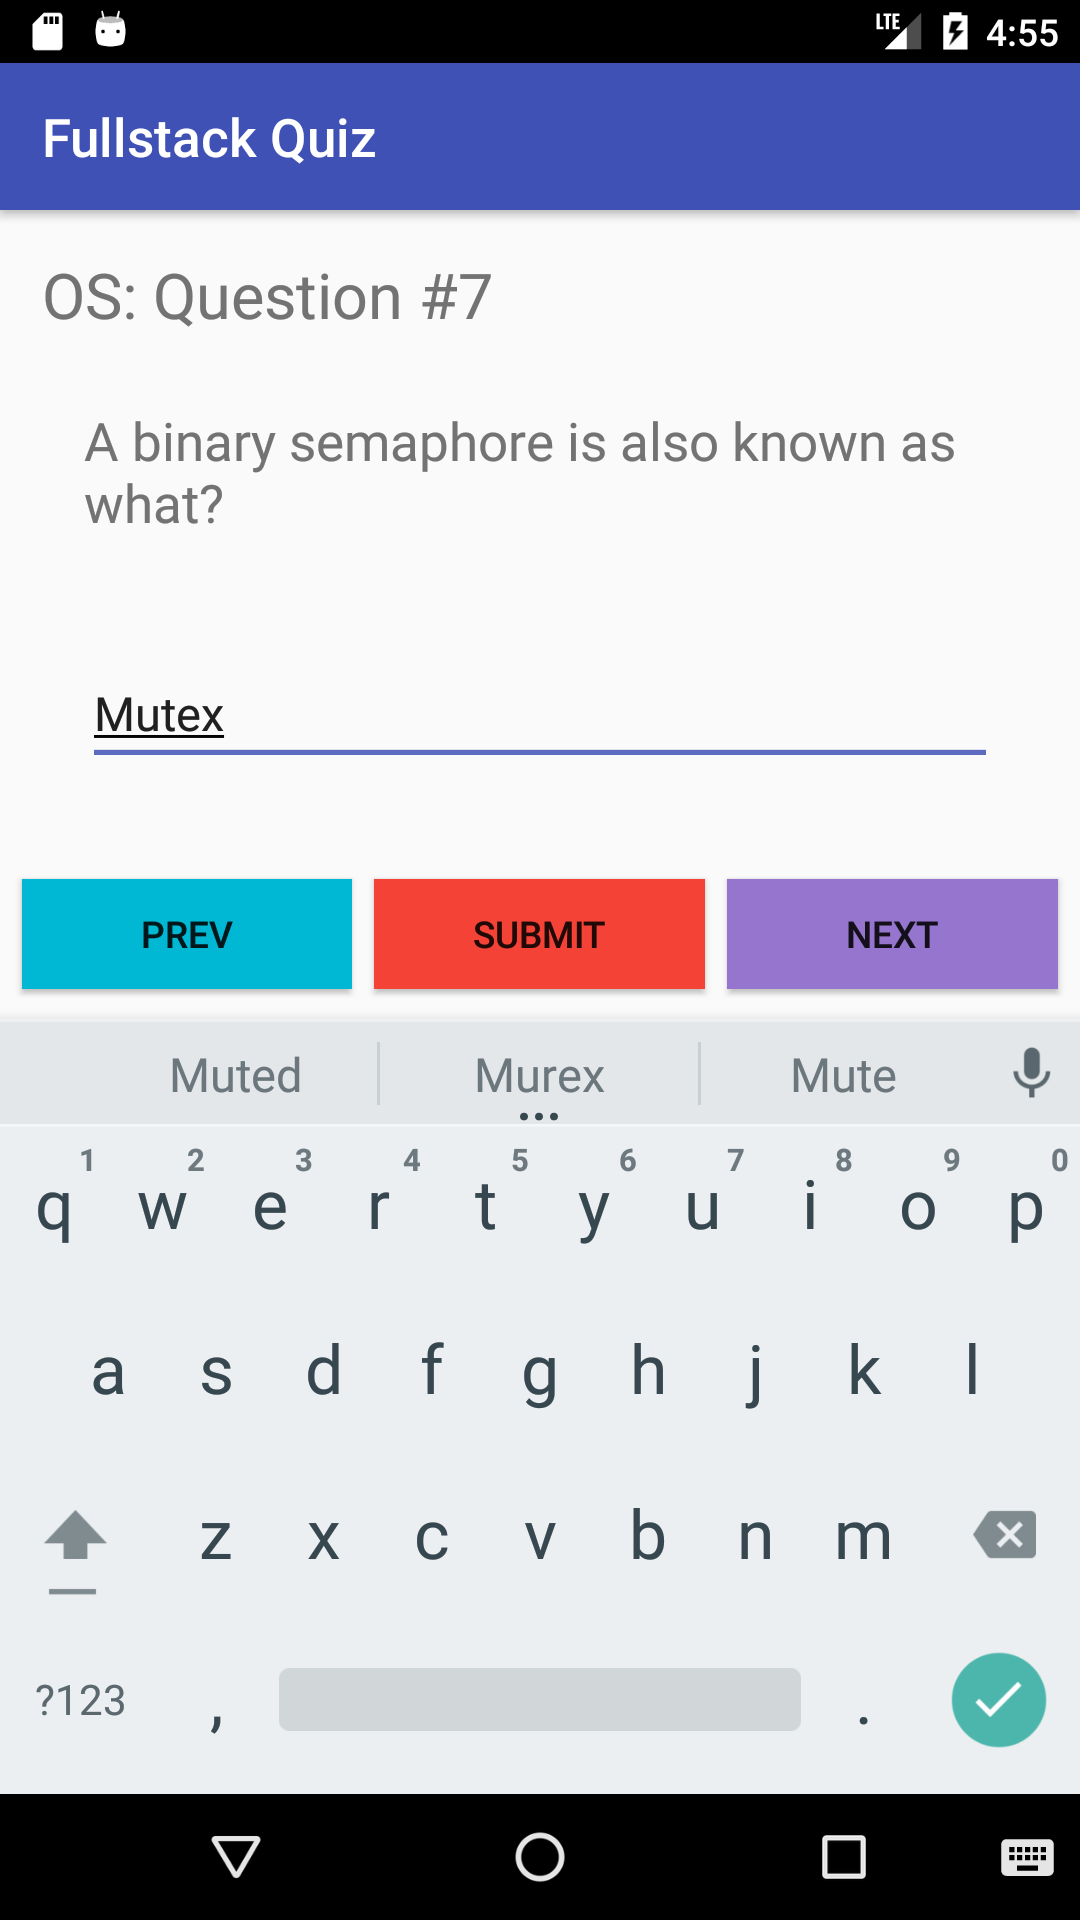 LTE 4:55
Fullstack Quiz
OS: Question #7
A binary semaphore is also known as
what?
Mutex
PREV SUBMIT NEXT
Muted Murex Mute
1 2 3 4 5 6 7 8 9 0
q w e r t y u i o p
a s d f g h j k l
z x c v b n m
?123 , .